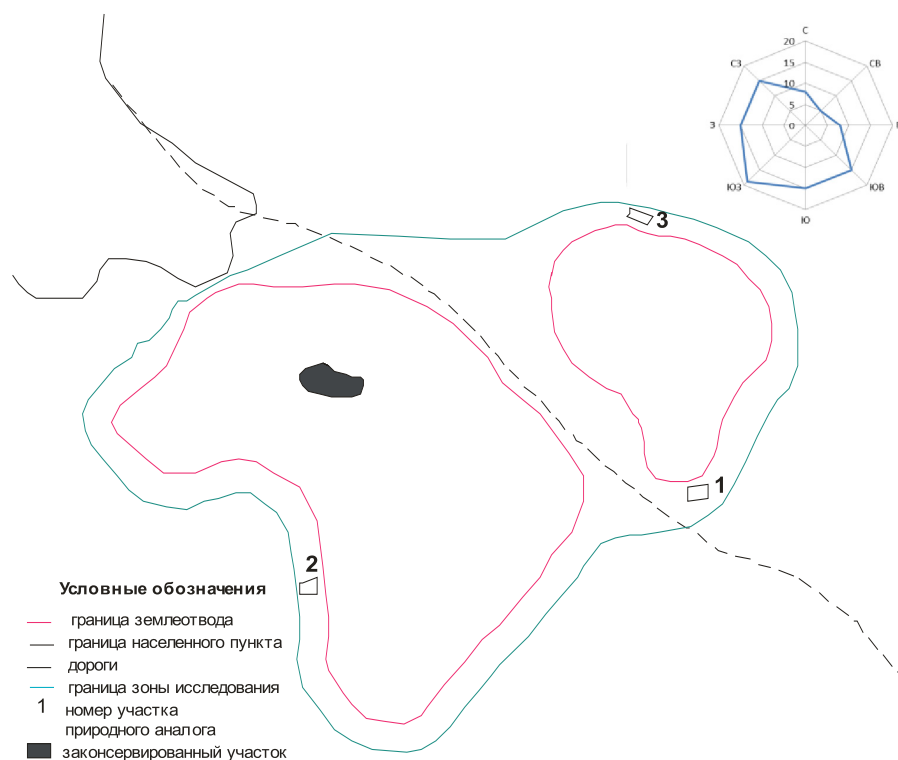 С
20
СЗ
СВ
15
10
5
З
0
ЮЗ
ЮВ
Ю
3
1
2
Условные обозначения
граница землеотвода
граница населенного пункта
дороги
граница зоны исследования
1 номер участка
природного аналога
законсервированный участок